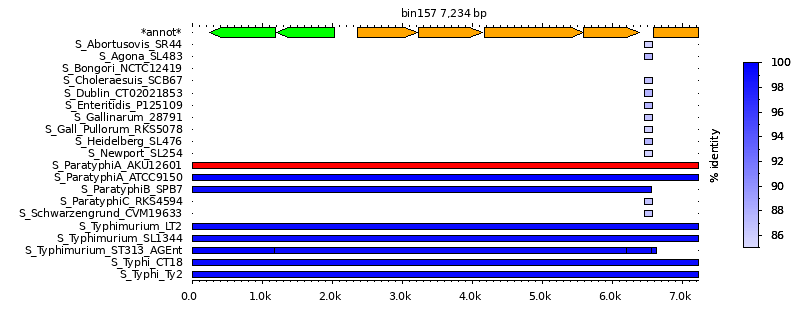 bin157 7,234 bp
*annot*
S_Abortusovis_SR44
S_Agona_SL483
S_Bongori_NCTC12419
S_Choleraesuis_SCB67
S_Dublin_CT02021853
S_Enteritidis_P125109
S_Gallinarum_28791
S_Gall_Pullorum_RKS5078
S_Heidelberg_SL476
S_Newport_SL254
S_ParatyphiA_AKU12601
S_ParatyphiA_ATCC9150
S_ParatyphiB_SPB7
S_ParatyphiC_RKS4594
S_Schwarzengrund_CVM19633
S_Typhimurium_LT2
S_Typhimurium_SL1344
S_Typhimurium_ST313_AGEnt
S_Typhi_CT18
S_Typhi_Ty2
0.0 1.0k 2.0k 3.0k 4.0k 5.0k 6.0k 7.0k
% identity
100
98
96
94
92
90
88
86